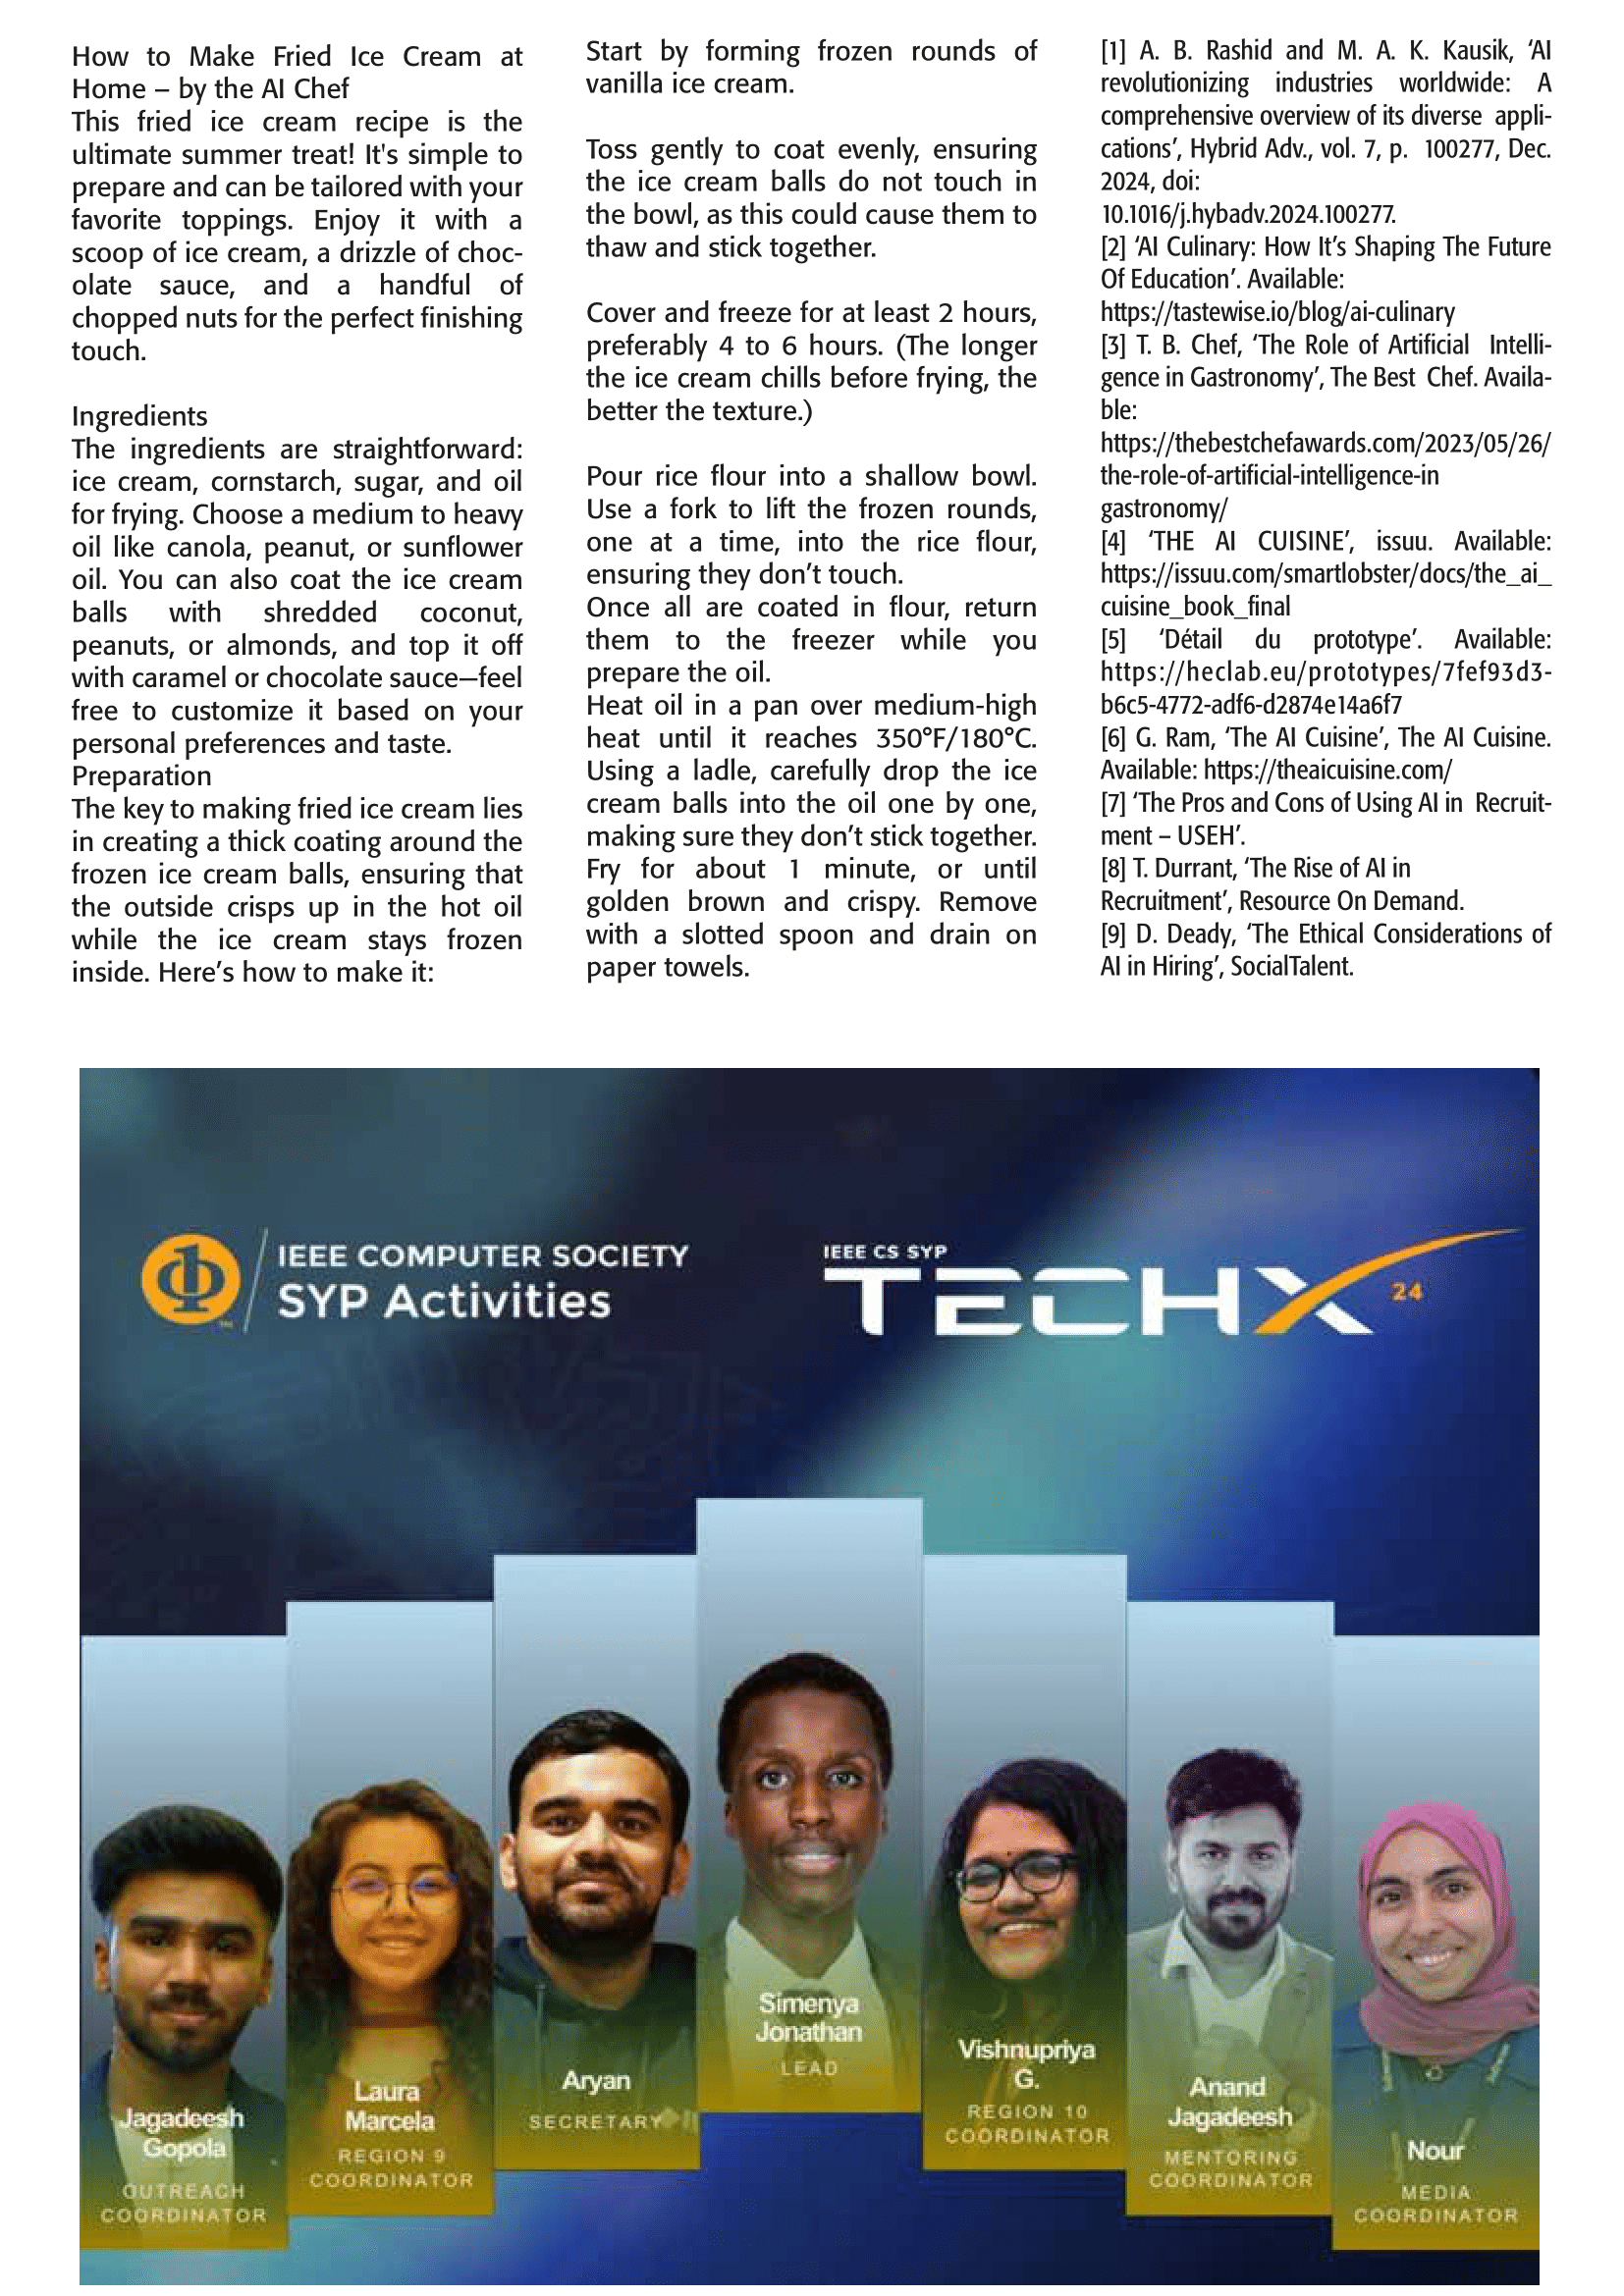 How to Make Fried Ice Cream at
Home – by the AI Chef
This fried ice cream recipe is the
ultimate summer treat! It's simple to
prepare and can be tailored with your
favorite toppings. Enjoy it with a
scoop of ice cream, a drizzle of choc-
olate sauce, and a handful of
chopped nuts for the perfect finishing
touch.
Ingredients
The ingredients are straightforward:
ice cream, cornstarch, sugar, and oil
for frying. Choose a medium to heavy
oil like canola, peanut, or sunflower
oil. You can also coat the ice cream
balls with shredded coconut,
peanuts, or almonds, and top it off
with caramel or chocolate sauce—feel
free to customize it based on your
personal preferences and taste.
Preparation
The key to making fried ice cream lies
in creating a thick coating around the
frozen ice cream balls, ensuring that
the outside crisps up in the hot oil
while the ice cream stays frozen
inside. Here’s how to make it:
Start by forming frozen rounds of
vanilla ice cream.
Toss gently to coat evenly, ensuring
the ice cream balls do not touch in
the bowl, as this could cause them to
thaw and stick together.
Cover and freeze for at least 2 hours,
preferably 4 to 6 hours. (The longer
the ice cream chills before frying, the
better the texture.)
Pour rice flour into a shallow bowl.
Use a fork to lift the frozen rounds,
one at a time, into the rice flour,
ensuring they don’t touch.
Once all are coated in flour, return
them to the freezer while you
prepare the oil.
Heat oil in a pan over medium-high
heat until it reaches 350°F/180°C.
Using a ladle, carefully drop the ice
cream balls into the oil one by one,
making sure they don’t stick together.
Fry for about 1 minute, or until
golden brown and crispy. Remove
with a slotted spoon and drain on
paper towels.
[1] A. B. Rashid and M. A. K. Kausik, ‘AI
revolutionizing industries worldwide: A
comprehensive overview of its diverse appli-
cations’, Hybrid Adv., vol. 7, p. 100277, Dec.
2024, doi:
10.1016/j.hybadv.2024.100277.
[2] ‘AI Culinary: How It’s Shaping The Future
Of Education’. Available:
https://tastewise.io/blog/ai-culinary
[3] T. B. Chef, ‘The Role of Artificial Intelli-
gence in Gastronomy’, The Best Chef. Availa-
ble:
https://thebestchefawards.com/2023/05/26/
the-role-of-artificial-intelligence-in
gastronomy/
[4] ‘THE AI CUISINE’, issuu. Available:
https://issuu.com/smartlobster/docs/the_ai_
cuisine_book_final
[5] ‘Détail du prototype’. Available:
https://heclab.eu/prototypes/7fef93d3-
b6c5-4772-adf6-d2874e14a6f7
[6] G. Ram, ‘The AI Cuisine’, The AI Cuisine.
Available: https://theaicuisine.com/
[7] ‘The Pros and Cons of Using AI in Recruit-
ment – USEH’.
[8] T. Durrant, ‘The Rise of AI in
Recruitment’, Resource On Demand.
[9] D. Deady, ‘The Ethical Considerations of
AI in Hiring’, SocialTalent.
IEEE COMPUTER SOCIETY
SYP Activities
IEEE CS SYP
TECHX 24
Jagadeesh
Gopola
OUTREACH
COORDINATOR
Laura
Marcela
REGION 9
COORDINATOR
Aryan
SECRETARY
Simenya
Jonathan
LEAD
Vishnupriya
G.
REGION 10
COORDINATOR
Anand
Jagadeesh
MENTORING
COORDINATOR
Nour
MEDIA
COORDINATOR